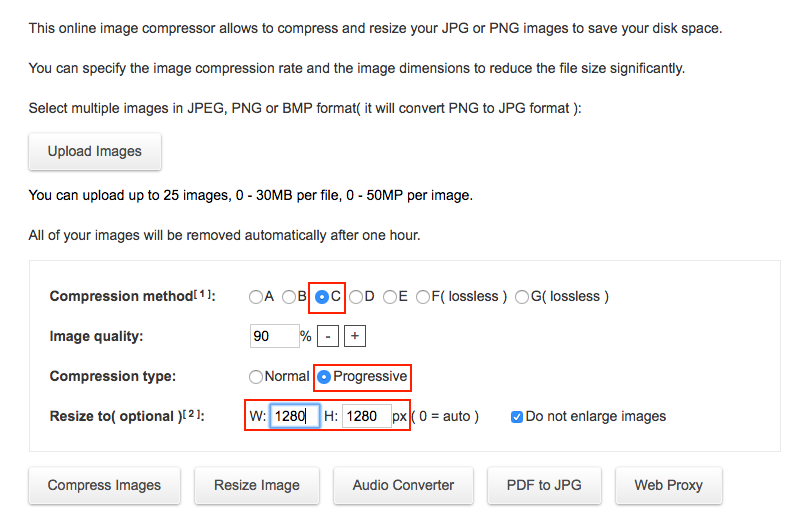 This online image compressor allows to compress and resize your JPG or PNG images to save your disk space.
You can specify the image compression rate and the image dimensions to reduce the file size significantly.
Select multiple images in JPEG, PNG or BMP format( it will convert PNG to JPG format ):
Upload Images
You can upload up to 25 images, 0 - 30MB per file, 0 - 50MP per image.
All of your images will be removed automatically after one hour.
Compression method[1]: A B C D E F( lossless ) G( lossless )
Image quality: 90 % - +
Compression type: Normal Progressive
Resize to( optional )[2]: W: 1280 H: 1280 px ( 0 = auto ) Do not enlarge images
Compress Images Resize Image Audio Converter PDF to JPG Web Proxy